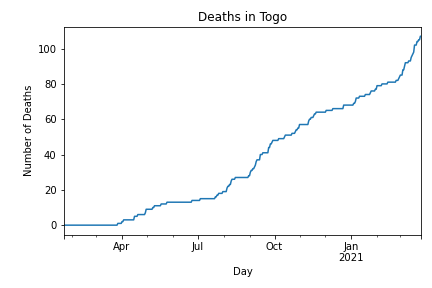 Deaths in Togo
Number of Deaths
100
80
60
40
20
0
Apr
Jul
Oct
Jan
2021
Day